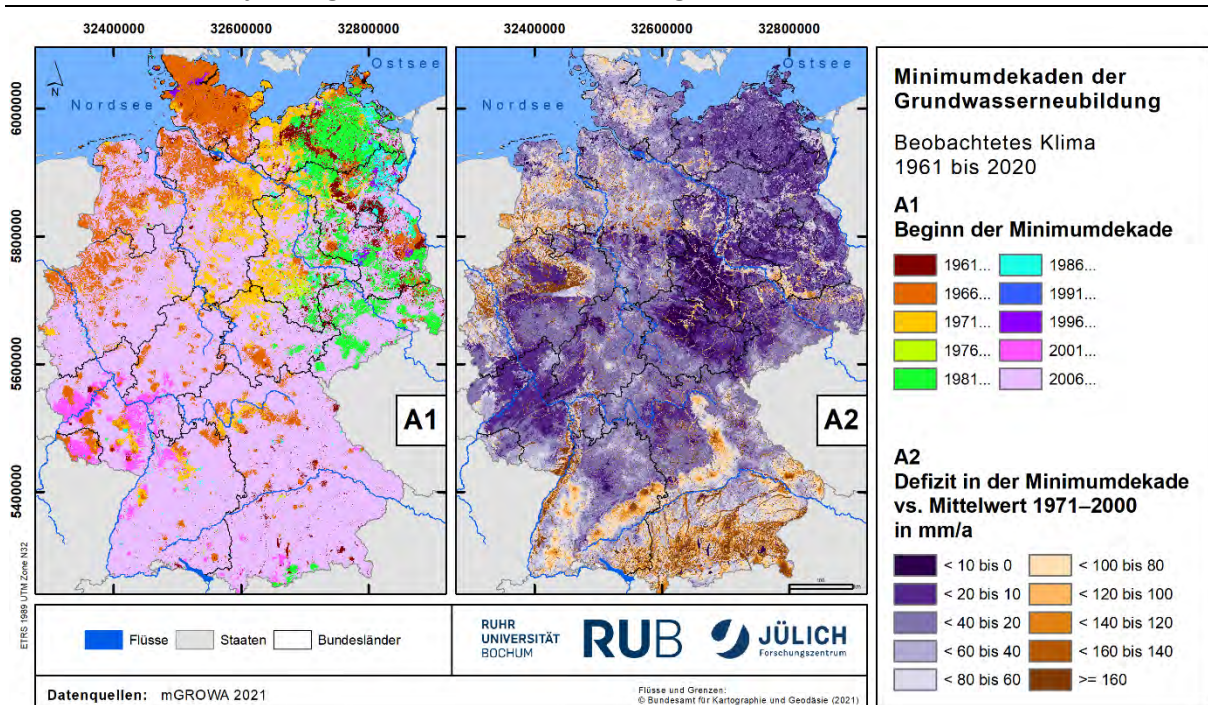 32400000 32600000 32800000
32400000 32600000 32800000
6000000
5800000
5600000
5400000
N
Nordsee
Ostsee
A1
Nordsee
Ostsee
A2
ETRS 1989 UTM Zone N32
Minimumdekaden der
Grundwasserneubildung
Beobachtetes Klima
1961 bis 2020
A1
Beginn der Minimumdekade
1961... 1986...
1966... 1991...
1971... 1996...
1976... 2001...
1981... 2006...
A2
Defizit in der Minimumdekade
vs. Mittelwert 1971–2000
in mm/a
< 10 bis 0 < 100 bis 80
< 20 bis 10 < 120 bis 100
< 40 bis 20 < 140 bis 120
< 60 bis 40 < 160 bis 140
< 80 bis 60 >= 160
Flüsse Staaten Bundesländer
RUHR
UNIVERSITÄT
BOCHUM
RUB
JÜLICH
Forschungszentrum
Datenquellen: mGROWA 2021
Flüsse und Grenzen:
© Bundesamt für Kartographie und Geodäsie (2021)